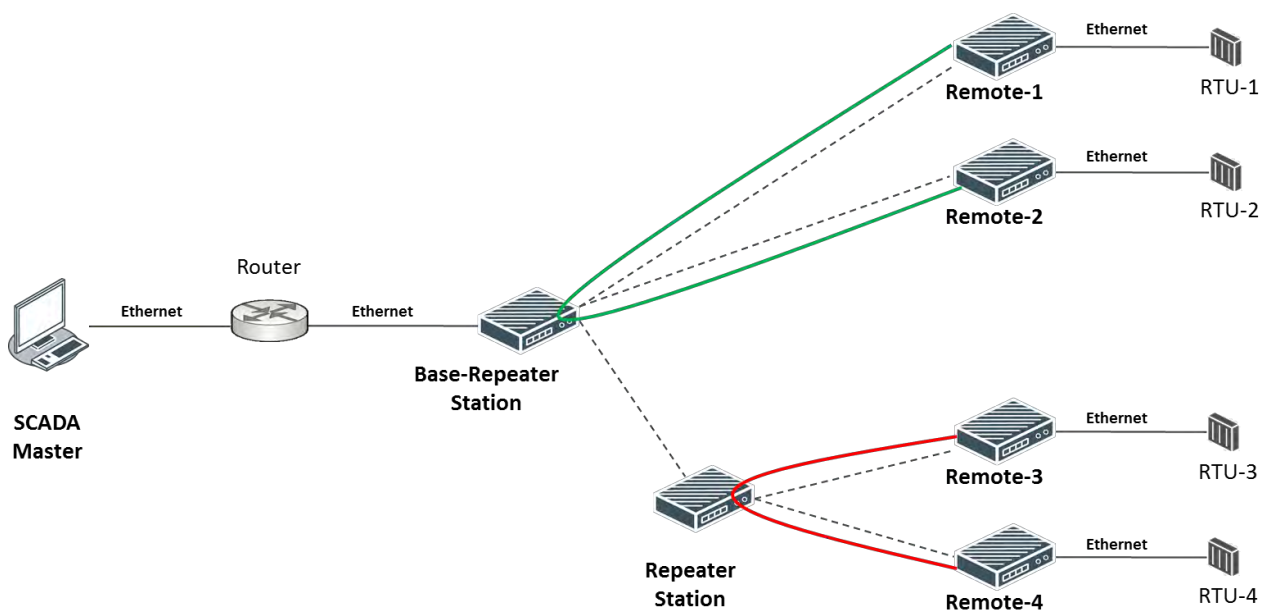 Ethernet
RTU-1
Remote-1
Ethernet
RTU-2
Remote-2
Router
Ethernet
Ethernet
Base-Repeater
Station
SCADA
Master
Ethernet
RTU-3
Remote-3
Ethernet
RTU-4
Remote-4
Repeater
Station